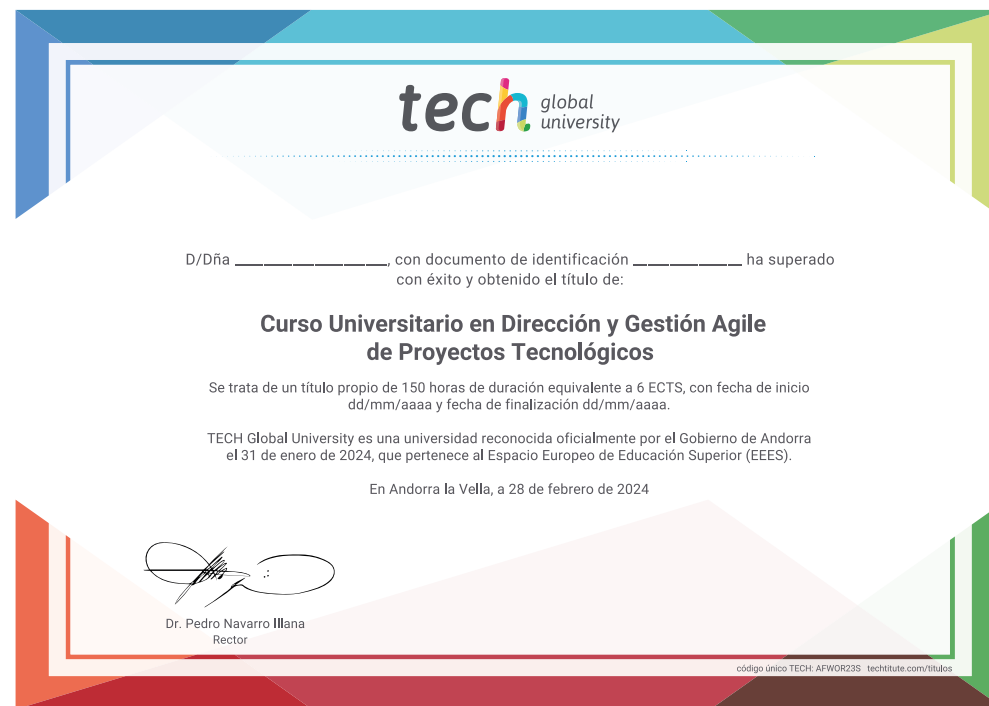 tech global university
D/Dña ________________, con documento de identificación ____________ ha superado
con éxito y obtenido el título de:
Curso Universitario en Dirección y Gestión Agile
de Proyectos Tecnológicos
Se trata de un título propio de 150 horas de duración equivalente a 6 ECTS, con fecha de inicio
dd/mm/aaaa y fecha de finalización dd/mm/aaaa.
TECH Global University es una universidad reconocida oficialmente por el Gobierno de Andorra
el 31 de enero de 2024, que pertenece al Espacio Europeo de Educación Superior (EEES).
En Andorra la Vella, a 28 de febrero de 2024
Dr. Pedro Navarro Illana
Rector
código único TECH: AFWOR23S techtitute.com/titulos